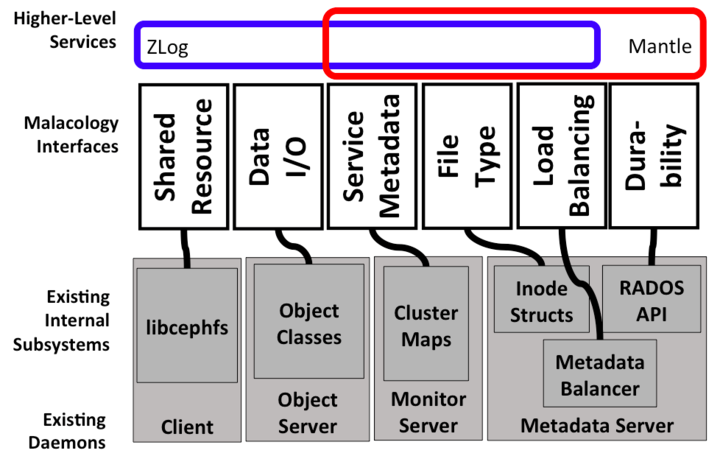 Higher-Level
Services
ZLog
Mantle
Malacology
Interfaces
Shared
Resource
Data
I/O
Service
Metadata
File
Type
Load
Balancing
Dura-
bility
Existing
Internal
Subsystems
libcephfs
Object
Classes
Cluster
Maps
Inode
Structs
RADOS
API
Metadata
Balancer
Existing
Daemons
Client
Object
Server
Monitor
Server
Metadata Server